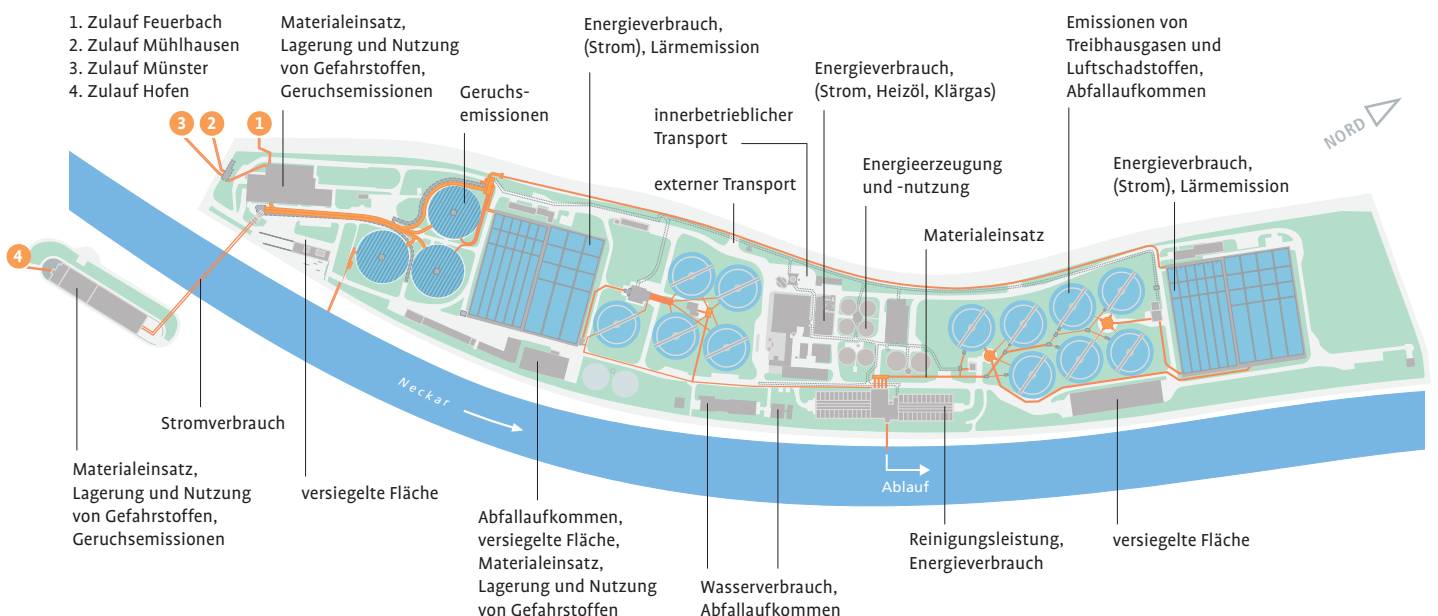 1. Zulauf Feuerbach
2. Zulauf Mühlhausen
3. Zulauf Münster
4. Zulauf Hofen
Materialeinsatz,
Lagerung und Nutzung
von Gefahrstoffen,
Geruchsemissionen
Geruchs-
emissionen
Energieverbrauch,
(Strom), Lärmemission
innerbetrieblicher
Transport
externer Transport
Energieverbrauch,
(Strom, Heizöl, Klärgas)
Energieerzeugung
und -nutzung
Materialeinsatz
Emissionen von
Treibhausgasen und
Luftschadstoffen,
Abfallaufkommen
Energieverbrauch,
(Strom), Lärmemission
NORD
3
2
1
4
Neckar
Ablauf
Stromverbrauch
Materialeinsatz,
Lagerung und Nutzung
von Gefahrstoffen,
Geruchsemissionen
versiegelte Fläche
Abfallaufkommen,
versiegelte Fläche,
Materialeinsatz,
Lagerung und Nutzung
von Gefahrstoffen
Wasserverbrauch,
Abfallaufkommen
Reinigungsleistung,
Energieverbrauch
versiegelte Fläche